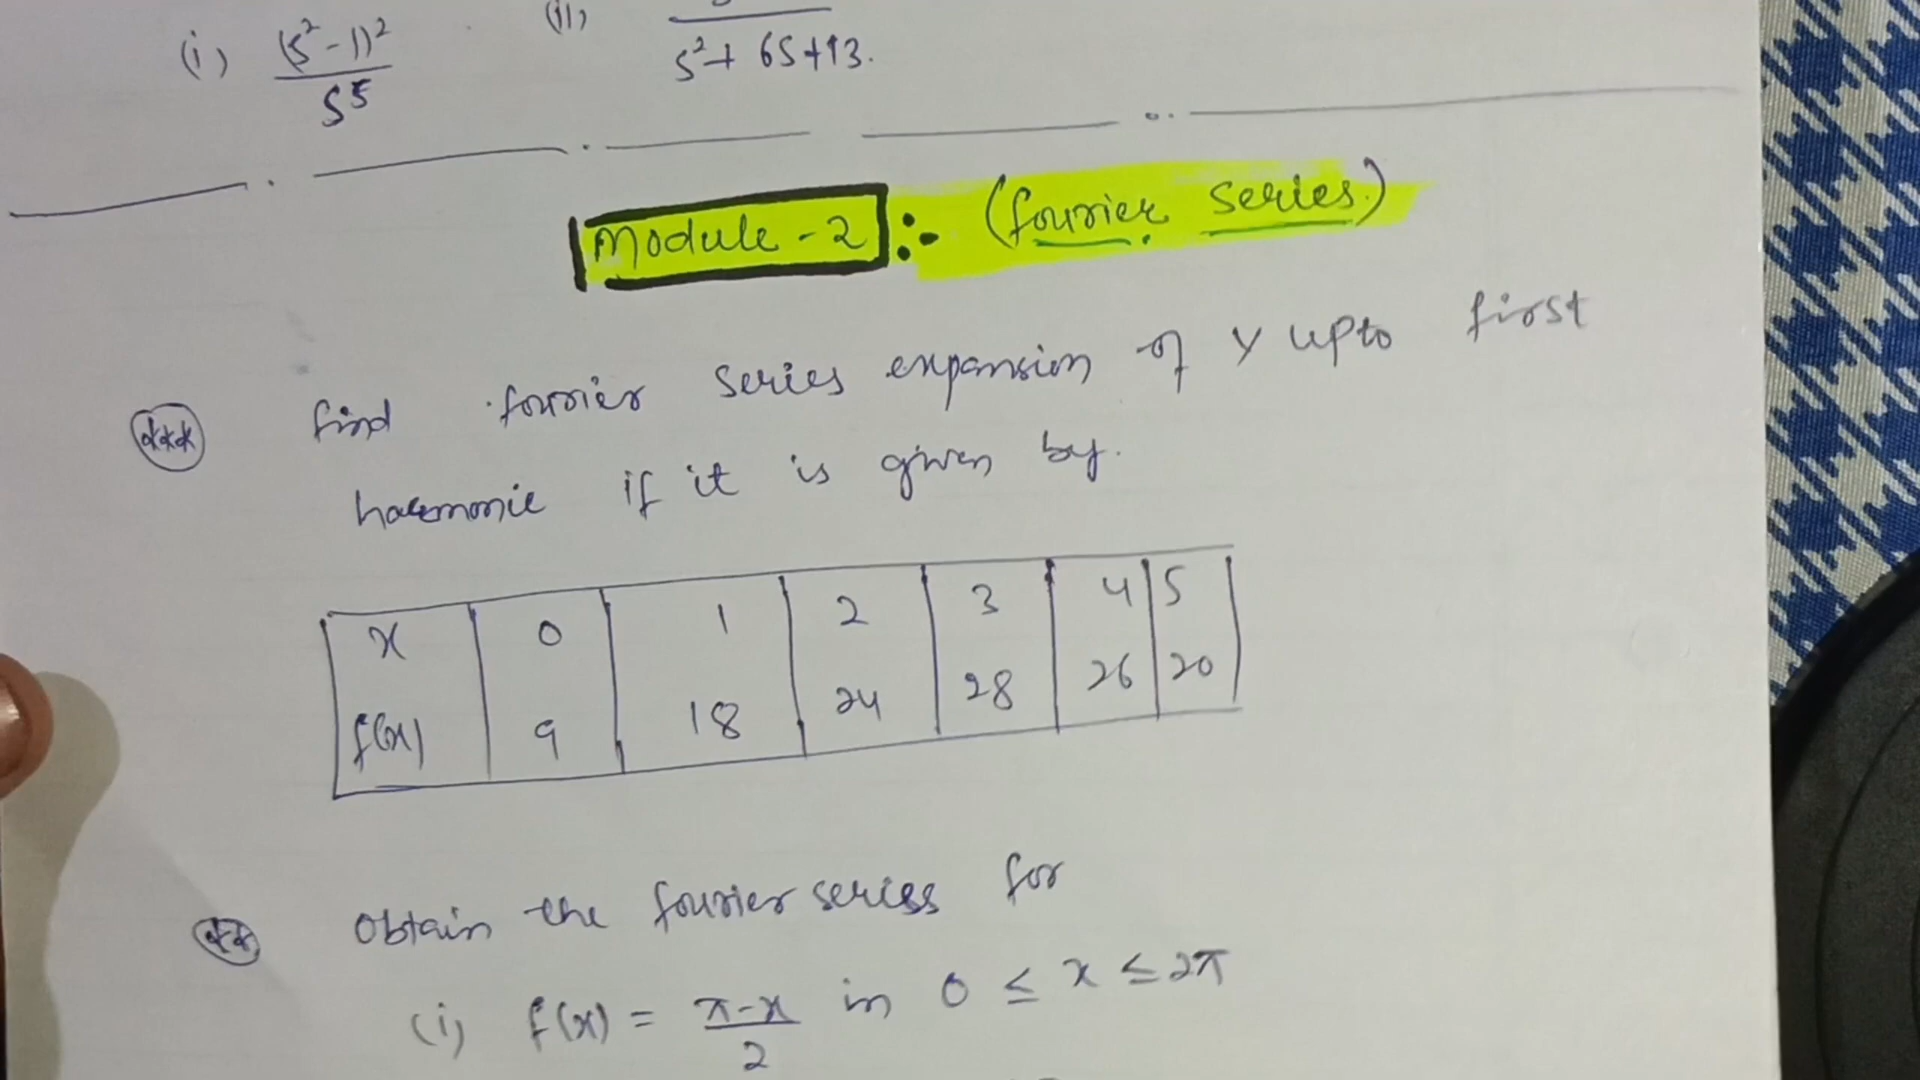 (i) (s²-1)² / s⁵ (ii) / s²+ 6s+13.
Module-2 :- (fourier series.)
*** find fourier series expansion of y upto first
harmonic if it is given by.
x 0 1 2 3 4 5
f(x) 9 18 24 28 26 20
** Obtain the fourier seriss for
(i) f(x) = π-x / 2 in 0 ≤ x ≤ 2π